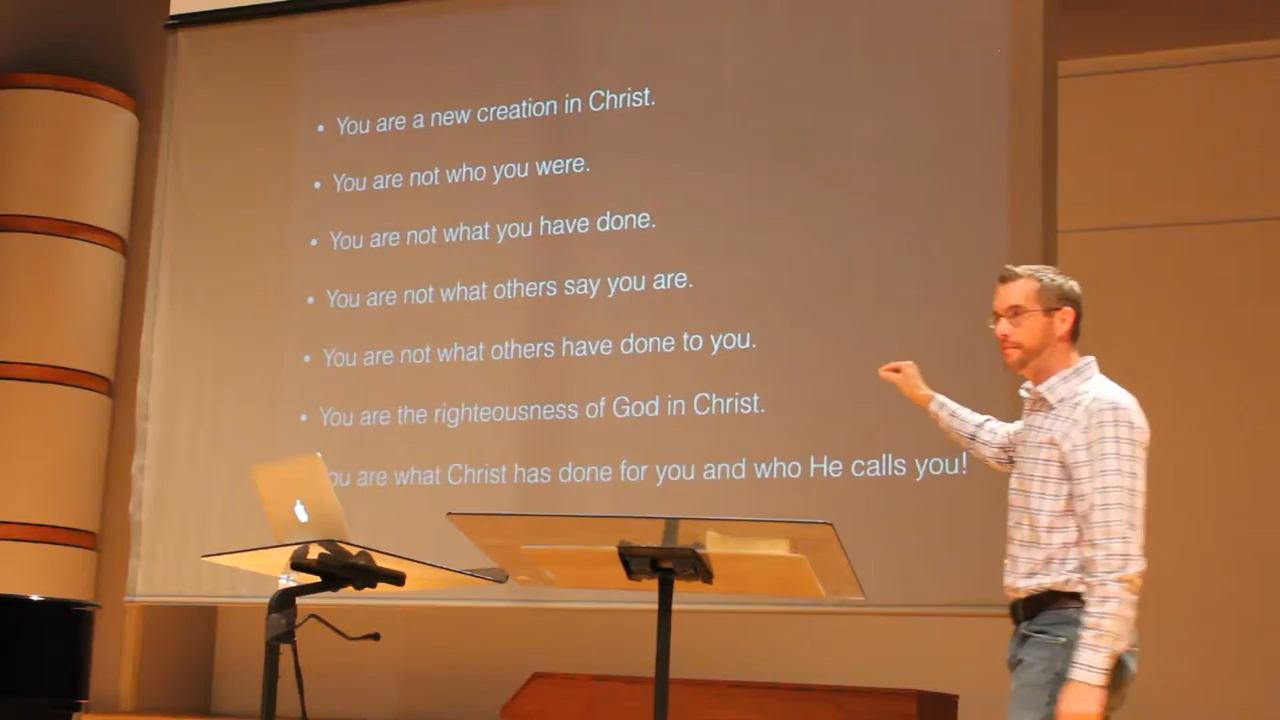 • You are a new creation in Christ.
• You are not who you were.
• You are not what you have done.
• You are not what others say you are.
• You are not what others have done to you.
• You are the righteousness of God in Christ.
are what Christ has done for you and who He calls you!